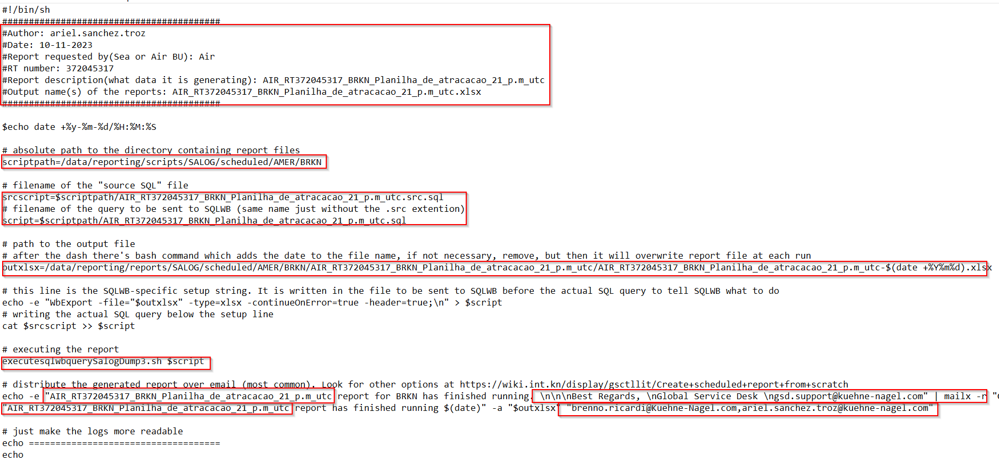 #!/bin/sh
#########################################
#Author: ariel.sanchez.troz
#Date: 10-11-2023
#Report requested by(Sea or Air BU): Air
#RT number: 372045317
#Report description(what data it is generating): AIR_RT372045317_BRKN_Planilha_de_atracacao_21_p.m_utc
#Output name(s) of the reports: AIR_RT372045317_BRKN_Planilha_de_atracacao_21_p.m_utc.xlsx
#########################################
$echo date +%y-%m-%d/%H:%M:%S
# absolute path to the directory containing report files
scriptpath=/data/reporting/scripts/SALOG/scheduled/AMER/BRKN
# filename of the "source SQL" file
srcscript=$scriptpath/AIR_RT372045317_BRKN_Planilha_de_atracacao_21_p.m_utc.src.sql
# filename of the query to be sent to SQLWB (same name just without the .src extention)
script=$scriptpath/AIR_RT372045317_BRKN_Planilha_de_atracacao_21_p.m_utc.sql
# path to the output file
# after the dash there's bash command which adds the date to the file name, if not necessary, remove, but then it will overwrite report file at each run
outxlsx=/data/reporting/reports/SALOG/scheduled/AMER/BRKN/AIR_RT372045317_BRKN_Planilha_de_atracacao_21_p.m_utc/AIR_RT372045317_BRKN_Planilha_de_atracacao_21_p.m_utc-$(date +%Y%m%d).xlsx
# this line is the SQLWB-specific setup string. It is written in the file to be sent to SQLWB before the actual SQL query to tell SQLWB what to do
echo -e "WbExport -file="$outxlsx" -type=xlsx -continueOnError=true -header=true;\n" > $script
# writing the actual SQL query below the setup line
cat $srcscript >> $script
# executing the report
executesqlwbquerySalogDump3.sh $script
# distribute the generated report over email (most common). Look for other options at https://wiki.int.kn/display/gsctllit/Create+scheduled+report+from+scratch
echo -e "AIR_RT372045317_BRKN_Planilha_de_atracacao_21_p.m_utc report for BRKN has finished running. \n\n\nBest Regards, \nGlobal Service Desk \ngsd.support@kuehne-nagel.com" | mailx -r
"AIR_RT372045317_BRKN_Planilha_de_atracacao_21_p.m_utc report has finished running $(date)" -a "$outxlsx" "brenno.ricardi@Kuehne-Nagel.com,ariel.sanchez.troz@kuehne-nagel.com"
# just make the logs more readable
echo ====================================
echo